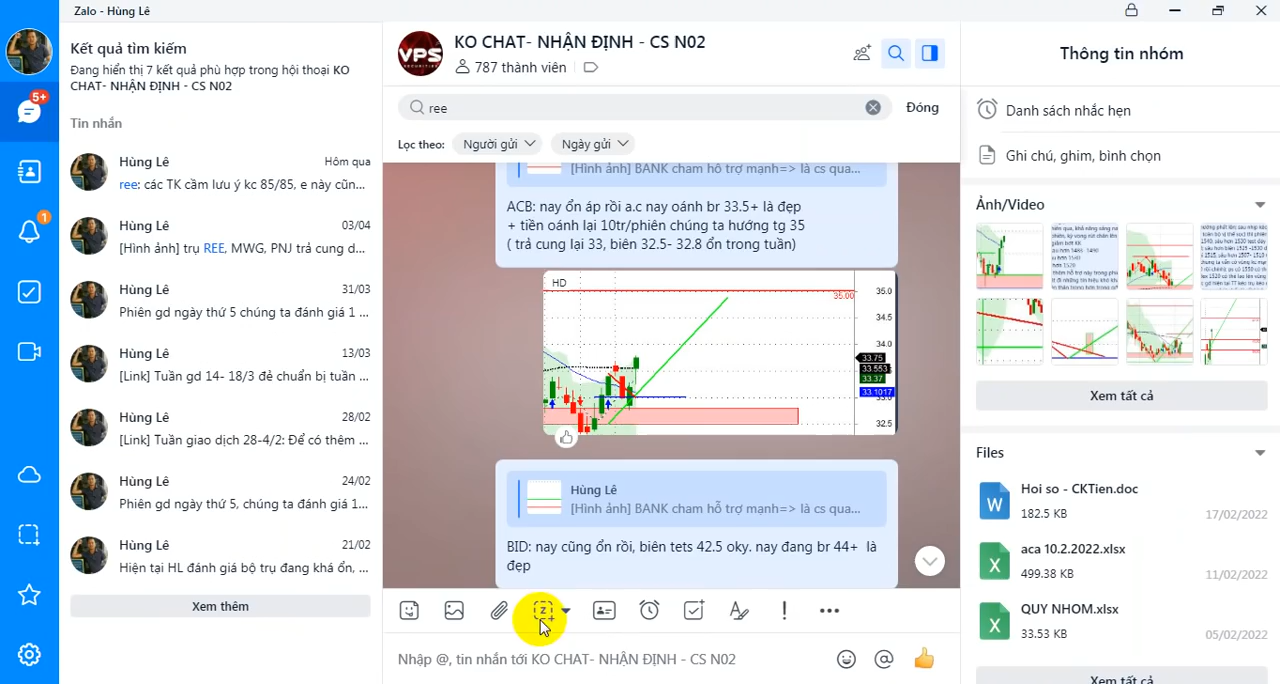 Zalo - Hùng Lê
5+
1
Kết quả tìm kiếm
Đang hiển thị 7 kết quả phù hợp trong hội thoại KO
CHAT- NHẬN ĐỊNH - CS N02
Tin nhắn
Hùng Lê
Hôm qua
ree: các TK cầm lưu ý kc 85/85, e này cũn...
Hùng Lê
03/04
[Hình ảnh] trụ REE, MWG, PNJ trả cung d...
Hùng Lê
31/03
Phiên gd ngày thứ 5 chúng ta đánh giá 1 ...
Hùng Lê
13/03
[Link] Tuần gd 14- 18/3 đẻ chuẩn bị tuần ...
Hùng Lê
28/02
[Link] Tuần giao dịch 28-4/2: Để có thêm ...
Hùng Lê
24/02
Phiên gd ngày thứ 5, chúng ta đánh giá 1...
Hùng Lê
21/02
Hiện tại HL đánh giá bộ trụ đang khá ổn, ...
Xem thêm
VPS
SECURITIES
KO CHAT- NHẬN ĐỊNH - CS N02
787 thành viên
ree
Đóng
Lọc theo:
Người gửi
Ngày gửi
[Hình ảnh] BANK cham hỗ trợ mạnh=> là cs qua...
ACB: nay ổn áp rồi a.c nay oánh br 33.5+ là đẹp
+ tiền oánh lại 10tr/phiên chúng ta hướng tg 35
( trả cung lại 33, biên 32.5- 32.8 ổn trong tuần)
HD
35.0
35.00
34.5
34.0
33.75
33.553
33.37
33.1017
33.0
32.5
Hùng Lê
[Hình ảnh] BANK cham hỗ trợ mạnh=> là cs qua...
BID: nay cũng ổn rồi, biên tets 42.5 oky. nay đang br 44+ là
đẹp
Nhập @, tin nhắn tới KO CHAT- NHẬN ĐỊNH - CS N02
Thông tin nhóm
Danh sách nhắc hẹn
Ghi chú, ghim, bình chọn
Ảnh/Video
Xem tất cả
Files
W
Hoi so - CKTien.doc
182.5 KB
17/02/2022
X
aca 10.2.2022.xlsx
499.38 KB
11/02/2022
X
QUY NHOM.xlsx
33.53 KB
05/02/2022
Xem tất cả